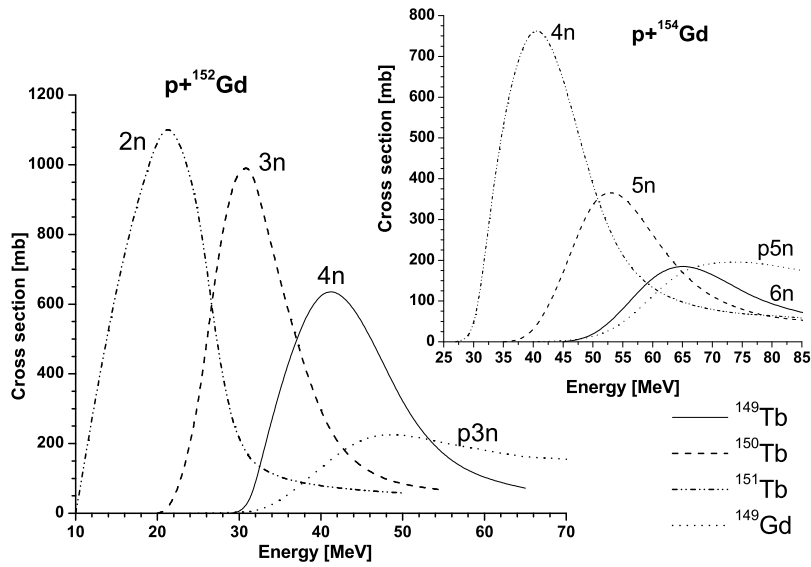 p+¹⁵²Gd
Cross section [mb]
1200
1000
800
600
400
200
0
2n
3n
4n
p3n
10 20 30 40 50 60 70
Energy [MeV]
p+¹⁵⁴Gd
Cross section [mb]
800
700
600
500
400
300
200
100
0
4n
5n
p5n
6n
25 30 35 40 45 50 55 60 65 70 75 80 85
Energy [MeV]
¹⁴⁹Tb
¹⁵⁰Tb
¹⁵¹Tb
¹⁴⁹Gd